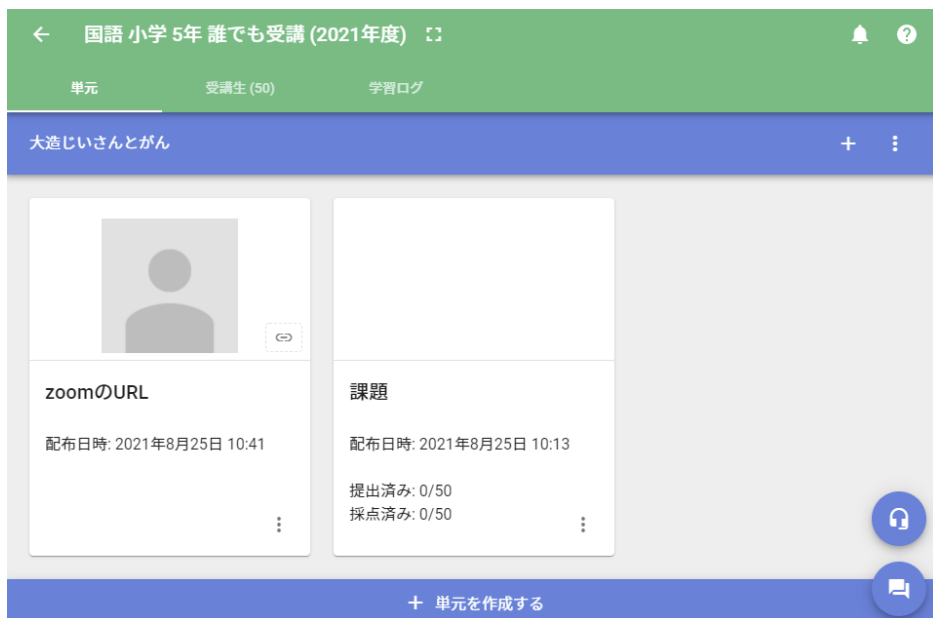 国語 小学 5年 誰でも受講 (2021年度)
単元 受講生 (50) 学習ログ
大造じいさんとがん
zoomのURL
配布日時: 2021年8月25日 10:41
課題
配布日時: 2021年8月25日 10:13
提出済み: 0/50
採点済み: 0/50
+ 単元を作成する